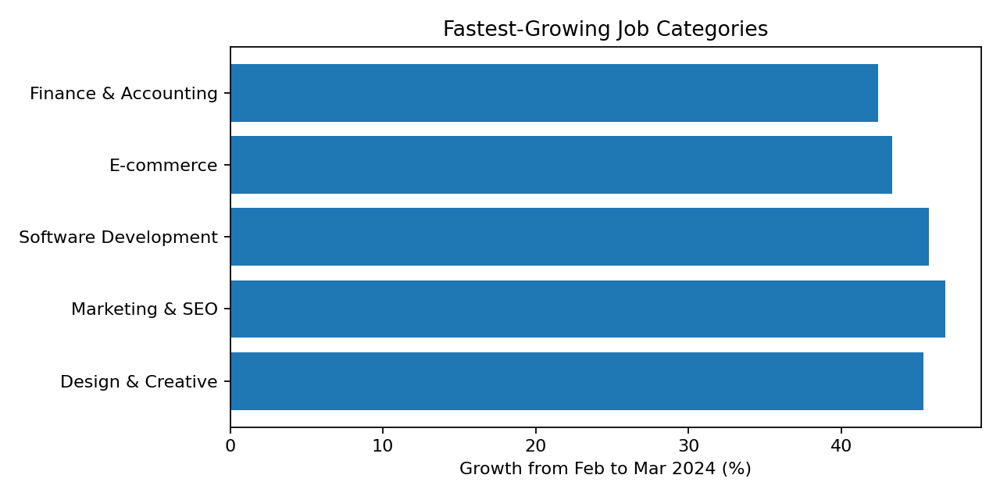 Fastest-Growing Job Categories
Finance & Accounting
E-commerce
Software Development
Marketing & SEO
Design & Creative
0 10 20 30 40
Growth from Feb to Mar 2024 (%)